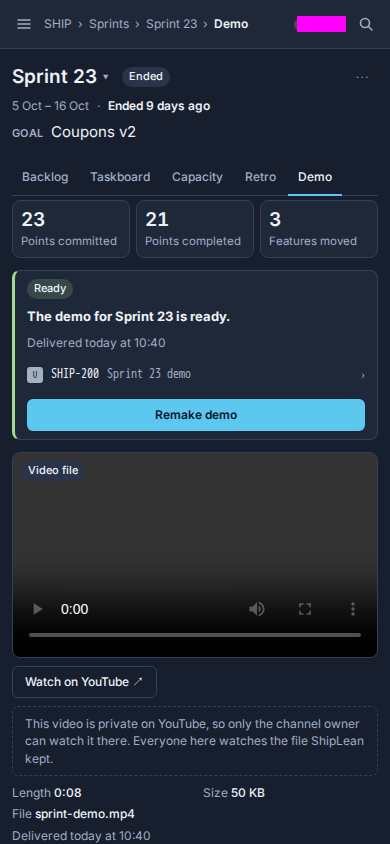 SHIP › Sprints › Sprint 23 › Demo
Sprint 23 ▾ Ended ...
5 Oct – 16 Oct · Ended 9 days ago
GOAL Coupons v2
Backlog Taskboard Capacity Retro Demo
23 21 3
Points committed Points completed Features moved
Ready
The demo for Sprint 23 is ready.
Delivered today at 10:40
U SHIP-200 Sprint 23 demo ›
Remake demo
Video file
0:00
Watch on YouTube ↗
This video is private on YouTube, so only the channel owner
can watch it there. Everyone here watches the file ShipLean
kept.
Length 0:08 Size 50 KB
File sprint-demo.mp4
Delivered today at 10:40